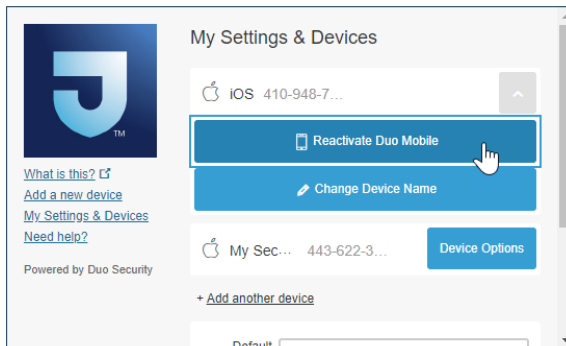 My Settings & Devices
J
TM
What is this?
Add a new device
My Settings & Devices
Need help?
Powered by Duo Security
iOS 410-948-7...
Reactivate Duo Mobile
Change Device Name
My Sec... 443-622-3...
Device Options
+ Add another device
Default